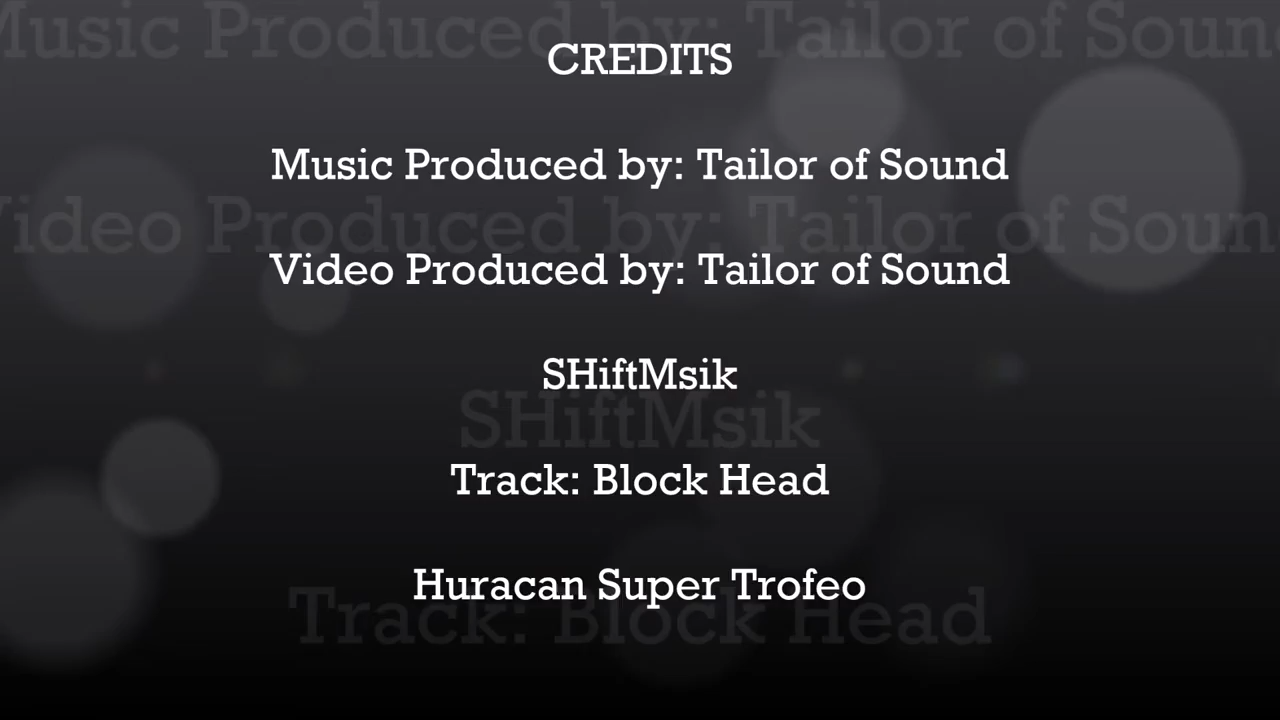 CREDITS
Music Produced by: Tailor of Sound
Video Produced by: Tailor of Sound
SHiftMsik
Track: Block Head
Huracan Super Trofeo